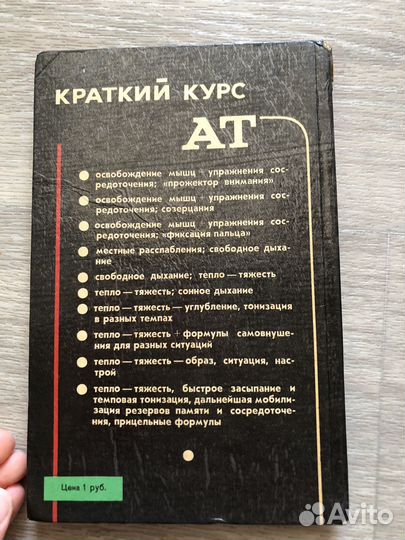 КРАТКИЙ КУРС
АТ
освобождение мышц + упражнения сос-
редоточения; «прожектор внимания»
освобождение мышц + упражнения сос-
редоточения; созерцания
освобождение мышц + упражнения сос-
редоточения; «фиксация пальца»
местные расслабления; свободное дыха-
ние
свободное дыхание; тепло — тяжесть
тепло — тяжесть; сонное дыхание
тепло — тяжесть — углубление, тонизация
в разных темпах
тепло — тяжесть + формулы самовнуше-
ния для разных ситуаций
тепло — тяжесть — образ, ситуация, наст-
рой
тепло — тяжесть, быстрое засыпание и
темповая тонизация, дальнейшая мобили-
зация резервов памяти и сосредоточе-
ния, прицельные формулы
Цена 1 руб.
Avito